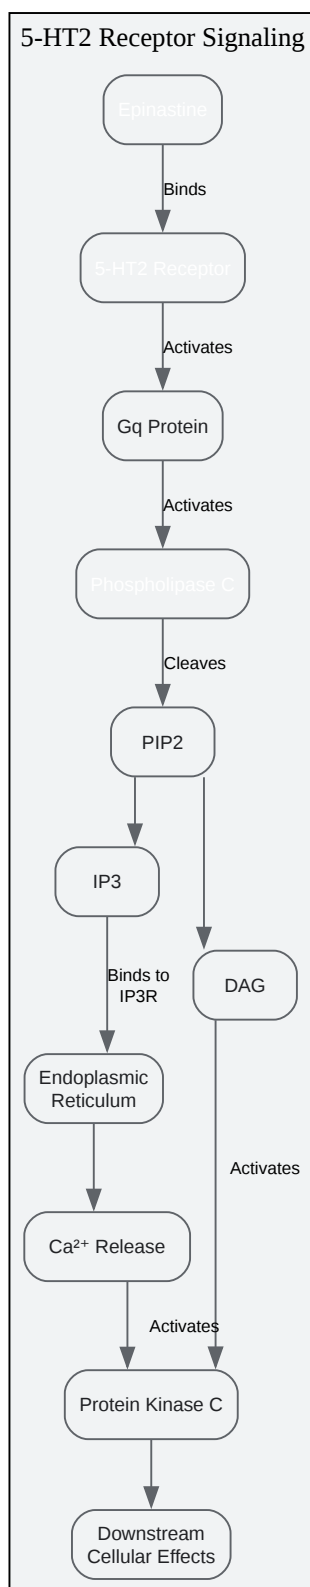 5-HT2 Receptor Signaling
Epinastine
Binds
5-HT2 Receptor
Activates
Gq Protein
Activates
Phospholipase C
Cleaves
PIP2
IP3
Binds to
IP3R
DAG
Endoplasmic
Reticulum
Activates
Ca²⁺ Release
Activates
Protein Kinase C
Downstream
Cellular Effects